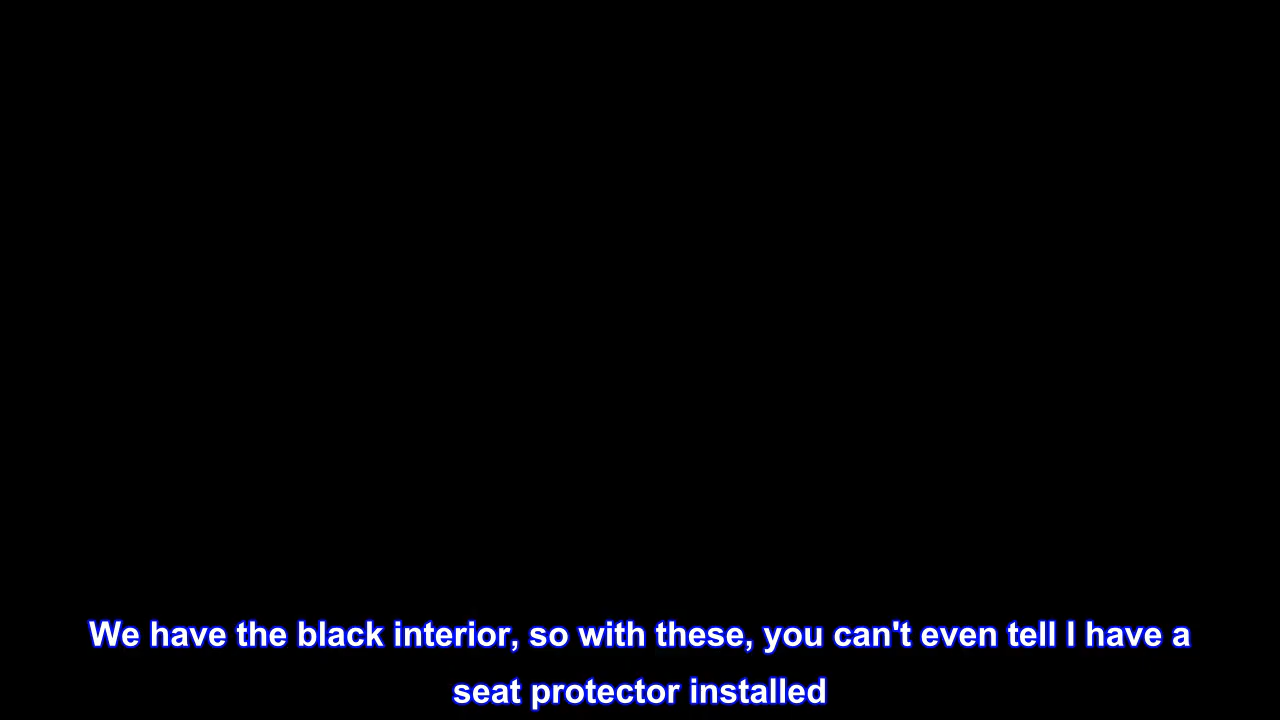 We have the black interior, so with these, you can't even tell I have a
seat protector installed